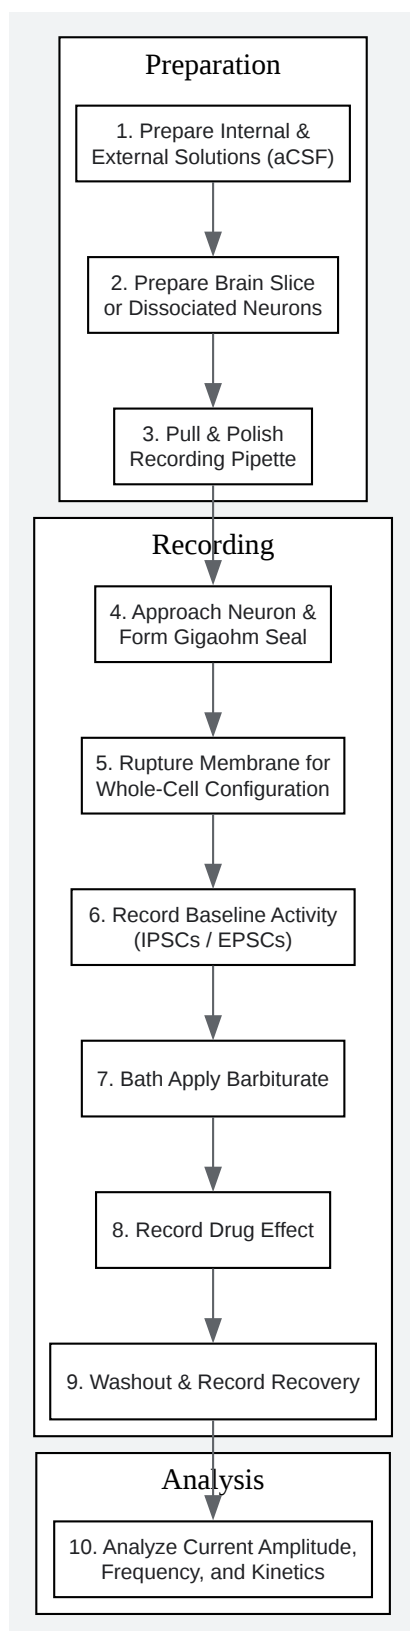 Preparation
1. Prepare Internal &
External Solutions (aCSF)
2. Prepare Brain Slice
or Dissociated Neurons
3. Pull & Polish
Recording Pipette
Recording
4. Approach Neuron &
Form Gigaohm Seal
5. Rupture Membrane for
Whole-Cell Configuration
6. Record Baseline Activity
(IPSCs / EPSCs)
7. Bath Apply Barbiturate
8. Record Drug Effect
9. Washout & Record Recovery
Analysis
10. Analyze Current Amplitude,
Frequency, and Kinetics